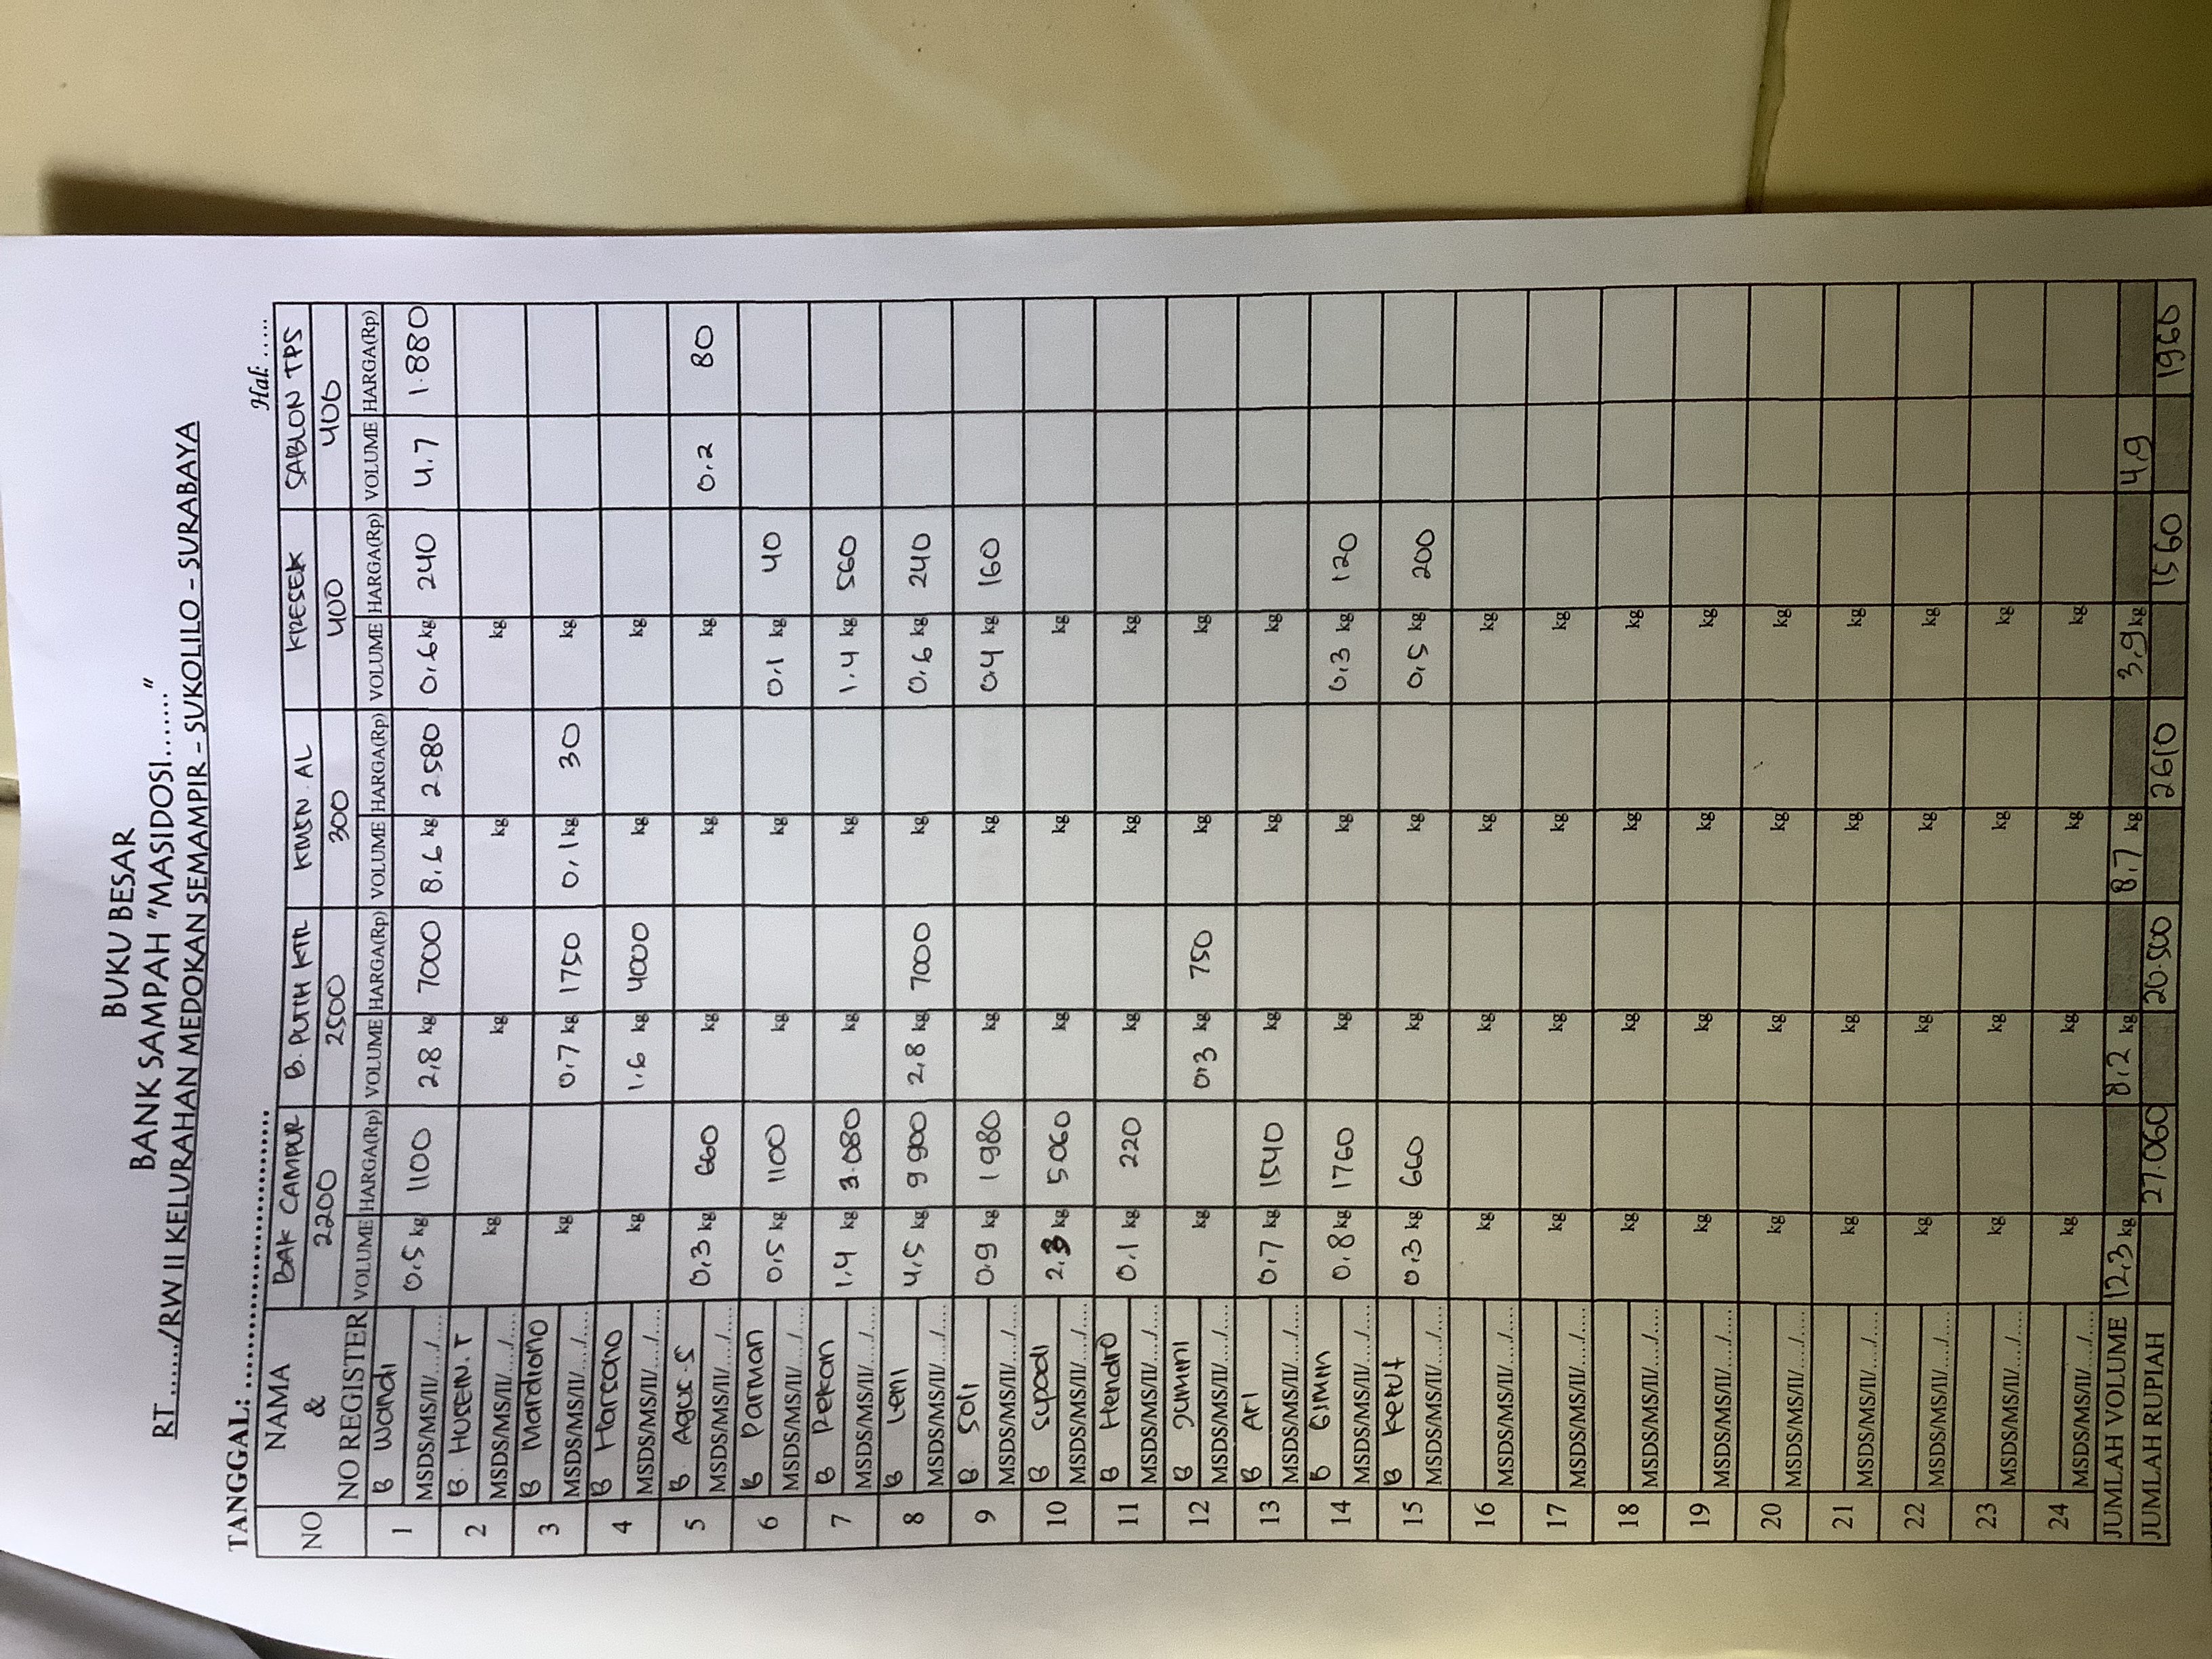 BUKU BESAR
BANK SAMPAH "MASIDOSI......."
RT....../RW II KELURAHAN MEDOKAN SEMAMPIR - SUKOLILO - SURABAYA
TANGGAL: ................................
Hal: .....
NO NAMA & NO REGISTER BAK CAMPUR B. PUTIH KTR KMSN AL KRESEK SABLON TPS
2200 2500 300 400 400
VOLUME HARGA(Rp) VOLUME HARGA(Rp) VOLUME HARGA(Rp) VOLUME HARGA(Rp) VOLUME HARGA(Rp)
1 B Wandi
MSDS/MS/II/..../.... 0.5 kg 1100 2,8 kg 7000 8.6 kg 2580 0,6 kg 240 4.7 1.880
2 B. HUSEIN. T
MSDS/MS/II/..../.... kg kg kg kg
3 B Mardiono
MSDS/MS/II/..../.... kg 0.7 kg 1750 0,1 kg 30 kg
4 B Harsono
MSDS/MS/II/..../.... kg 1.6 kg 4000 kg kg
5 B. Agus.S
MSDS/MS/II/..../.... 0,3 kg 660 kg kg kg 0.2 80
6 B Parman
MSDS/MS/II/..../.... 0,5 kg 1100 kg kg 0.1 kg 40
7 B Rekan
MSDS/MS/II/..../.... 1.4 kg 3.080 kg kg 1.4 kg 560
8 B Leni
MSDS/MS/II/..../.... 4,5 kg 9900 2,8 kg 7000 kg 0.6 kg 240
9 B. Soli
MSDS/MS/II/..../.... 0.9 kg 1980 kg kg 0.4 kg 160
10 B Supadi
MSDS/MS/II/..../.... 2.3 kg 5060 kg kg kg
11 B Hendro
MSDS/MS/II/..../.... 0.1 kg 220 kg kg kg
12 B Jumini
MSDS/MS/II/..../.... kg 0,3 kg 750 kg kg
13 B Ari
MSDS/MS/II/..../.... 0.7 kg 1540 kg kg kg
14 B Gimin
MSDS/MS/II/..../.... 0,8 kg 1760 kg kg 0,3 kg 120
15 B Ketut
MSDS/MS/II/..../.... 0.3 kg 660 kg kg 0,5 kg 200
16 MSDS/MS/II/..../.... kg kg kg kg
17 MSDS/MS/II/..../.... kg kg kg kg
18 MSDS/MS/II/..../.... kg kg kg kg
19 MSDS/MS/II/..../.... kg kg kg kg
20 MSDS/MS/II/..../.... kg kg kg kg
21 MSDS/MS/II/..../.... kg kg kg kg
22 MSDS/MS/II/..../.... kg kg kg kg
23 MSDS/MS/II/..../.... kg kg kg kg
24 MSDS/MS/II/..../.... kg kg kg kg
JUMLAH VOLUME 12,3 kg 8,2 kg 8,7 kg 3,9 kg 4,9
JUMLAH RUPIAH 27.060 20.500 2610 1560 1960